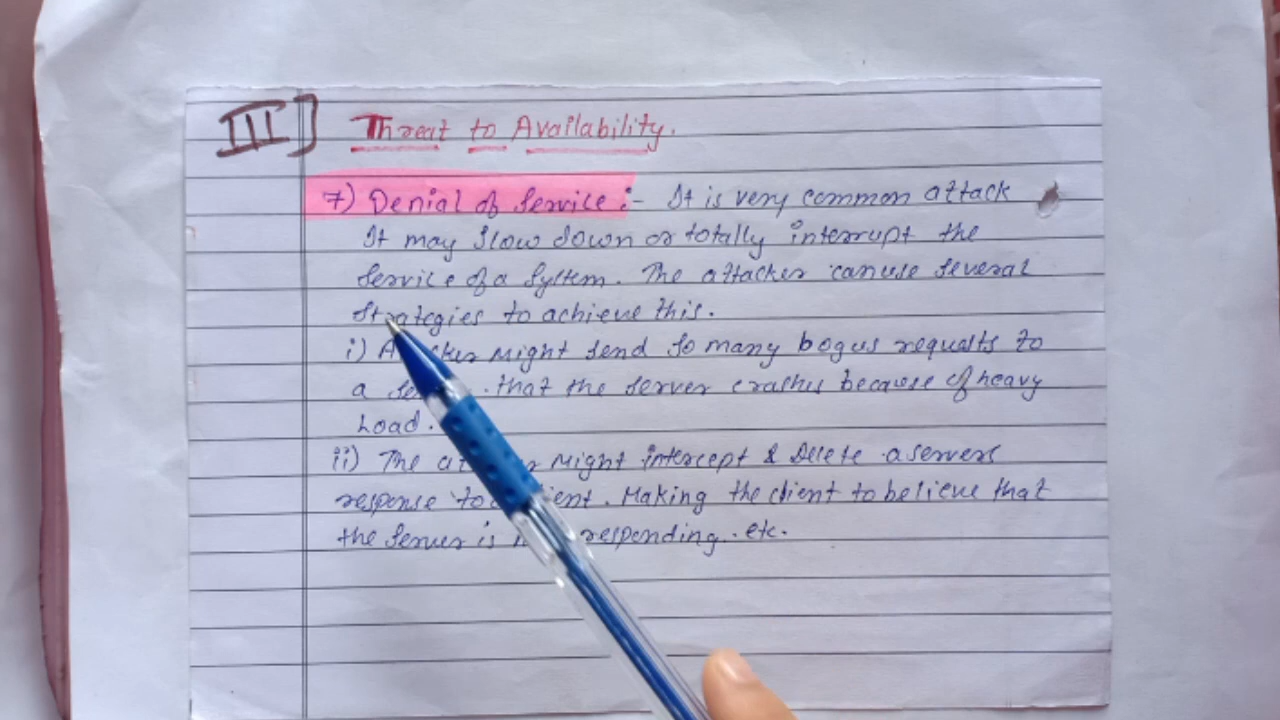 III] Threat to Availability.
7) Denial of Service :- It is very common attack
It may slow down or totally interrupt the
Service of a System. The attacker can use several
Strategies to achieve this.
i) might send so many bogus requests to
a that the server crashes because of heavy
Load.
ii) The might intercept & Delete a servers
response to . Making the client to believe that
the Server is responding. etc.